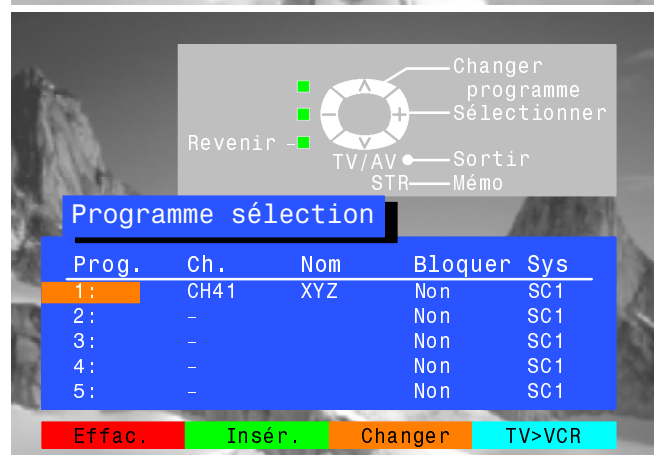 Changer
programme
Sélectionner
Revenir
TV/AV Sortir
STR Mémo
Programme sélection
Prog. Ch. Nom Bloquer Sys
1: CH41 XYZ Non SC1
2: – Non SC1
3: – Non SC1
4: – Non SC1
5: – Non SC1
Effac. Insér. Changer TV>VCR